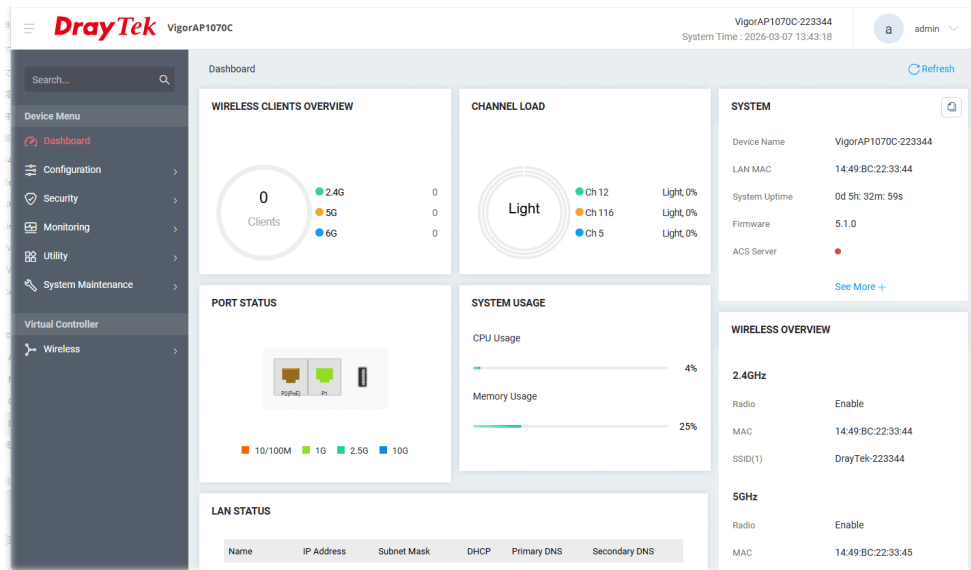 DrayTek VigorAP1070C
VigorAP1070C-223344
System Time : 2026-03-07 13:43:18
a
admin
Search...
Device Menu
Dashboard
Configuration
Security
Monitoring
Utility
System Maintenance
Virtual Controller
Wireless
Dashboard
Refresh
WIRELESS CLIENTS OVERVIEW
0
Clients
2.4G 0
5G 0
6G 0
CHANNEL LOAD
Light
Ch 12 Light, 0%
Ch 116 Light, 0%
Ch 5 Light, 0%
SYSTEM
Device Name VigorAP1070C-223344
LAN MAC 14:49:BC:22:33:44
System Uptime 0d 5h: 32m: 59s
Firmware 5.1.0
ACS Server
See More +
PORT STATUS
P2(PoE) P1
10/100M 1G 2.5G 10G
SYSTEM USAGE
CPU Usage
4%
Memory Usage
25%
WIRELESS OVERVIEW
2.4GHz
Radio Enable
MAC 14:49:BC:22:33:44
SSID(1) DrayTek-223344
5GHz
Radio Enable
MAC 14:49:BC:22:33:45
LAN STATUS
Name IP Address Subnet Mask DHCP Primary DNS Secondary DNS